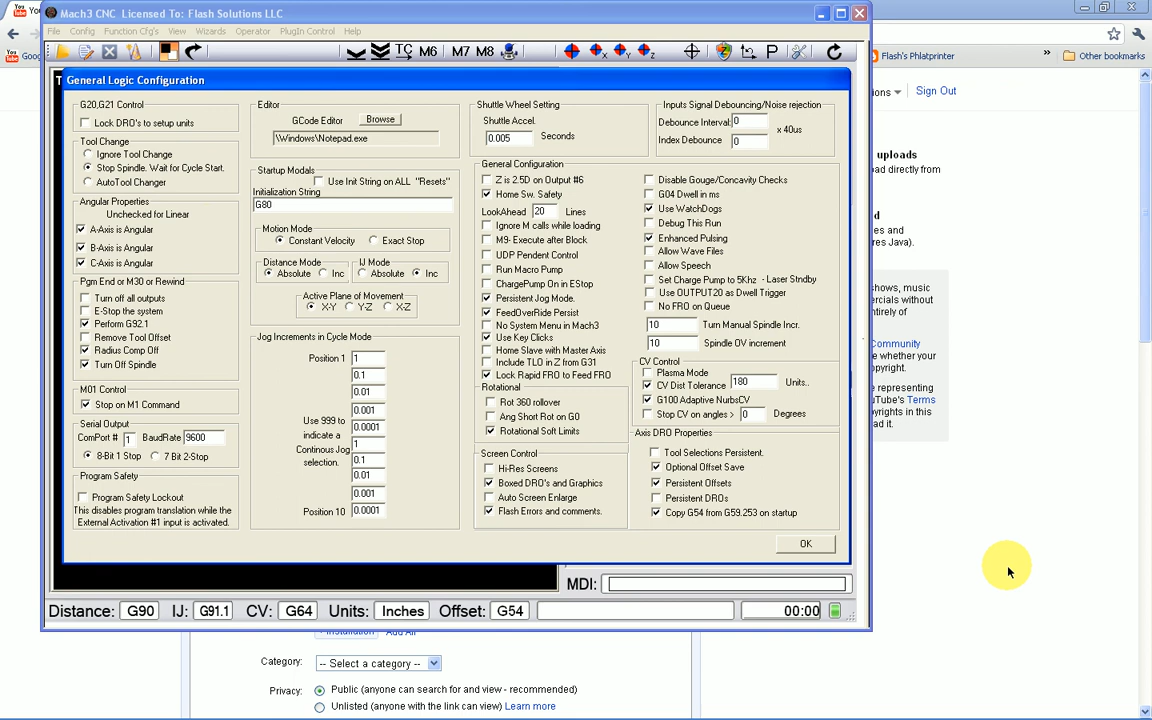 You
Yo
Mach3 CNC Licensed To: Flash Solutions LLC
File Config Function Cfg's View Wizards Operator PlugIn Control Help
TC M6 M7 M8 P
Goog
Flash's Phlatprinter » Other bookmarks
Sign Out
General Logic Configuration
G20,G21 Control
Lock DRO's to setup units
Tool Change
Ignore Tool Change
Stop Spindle. Wait for Cycle Start.
AutoTool Changer
Angular Properties
Unchecked for Linear
A-Axis is Angular
B-Axis is Angular
C-Axis is Angular
Pgm End or M30 or Rewind
Turn off all outputs
E-Stop the system
Perform G92.1
Remove Tool Offset
Radius Comp Off
Turn Off Spindle
M01 Control
Stop on M1 Command
Serial Output
ComPort # 1 BaudRate 9600
8-Bit 1 Stop 7 Bit 2-Stop
Program Safety
Program Safety Lockout
This disables program translation while the
External Activation #1 input is activated.
Editor
GCode Editor Browse
\Windows\Notepad.exe
Startup Modals
Use Init String on ALL "Resets"
Initialization String
G80
Motion Mode
Constant Velocity Exact Stop
Distance Mode
Absolute Inc
IJ Mode
Absolute Inc
Active Plane of Movement
X-Y Y-Z X-Z
Jog Increments in Cycle Mode
Position 1 1
0.1
0.01
0.001
Use 999 to
indicate a
Continous Jog
selection.
0.0001
1
0.1
0.01
0.001
Position 10 0.0001
Shuttle Wheel Setting
Shuttle Accel.
0.005 Seconds
Inputs Signal Debouncing/Noise rejection
Debounce Interval: 0
x 40us
Index Debounce 0
General Configuration
Z is 2.5D on Output #6
Home Sw. Safety
LookAhead 20 Lines
Ignore M calls while loading
M9- Execute after Block
UDP Pendent Control
Run Macro Pump
ChargePump On in EStop
Persistent Jog Mode.
FeedOverRide Persist
No System Menu in Mach3
Use Key Clicks
Home Slave with Master Axis
Include TLO in Z from G31
Lock Rapid FRO to Feed FRO
Disable Gouge/Concavity Checks
G04 Dwell in ms
Use WatchDogs
Debug This Run
Enhanced Pulsing
Allow Wave Files
Allow Speech
Set Charge Pump to 5Khz - Laser Stndby
Use OUTPUT20 as Dwell Trigger
No FRO on Queue
10 Turn Manual Spindle Incr.
10 Spindle OV increment
Rotational
Rot 360 rollover
Ang Short Rot on G0
Rotational Soft Limits
Screen Control
Hi-Res Screens
Boxed DRO's and Graphics
Auto Screen Enlarge
Flash Errors and comments.
CV Control
Plasma Mode
CV Dist Tolerance 180 Units..
G100 Adaptive NurbsCV
Stop CV on angles > 0 Degrees
Axis DRO Properties
Tool Selections Persistent.
Optional Offset Save
Persistent Offsets
Persistent DROs
Copy G54 from G59.253 on startup
OK
MDI:
Distance: G90 IJ: G91.1 CV: G64 Units: Inches Offset: G54 00:00
uploads
Installation Add All
Category: -- Select a category --
Privacy: Public (anyone can search for and view - recommended)
Unlisted (anyone with the link can view) Learn more